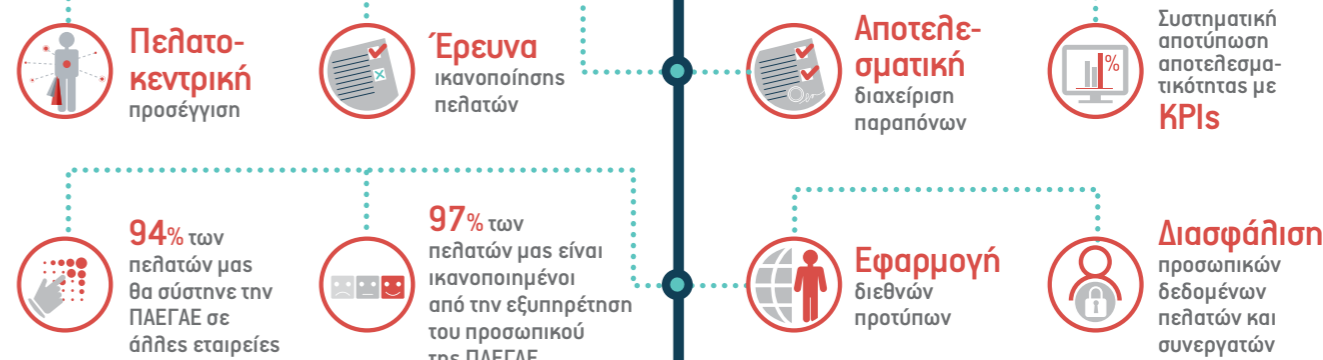 Πελατο-
κεντρική
προσέγγιση
Έρευνα
ικανοποίησης
πελατών
Αποτελε-
σματική
διαχείριση
παραπόνων
Συστηματική
αποτύπωση
αποτελεσμα-
τικότητας με
KPIs
%
94% των
πελατών μας
θα σύστηνε την
ΠΑΕΓΑΕ σε
άλλες εταιρείες
97% των
πελατών μας είναι
ικανοποιημένοι
από την εξυπηρέτηση
του προσωπικού
της ΠΑΕΓΑΕ
Εφαρμογή
διεθνών
προτύπων
Διασφάλιση
προσωπικών
δεδομένων
πελατών και
συνεργατών